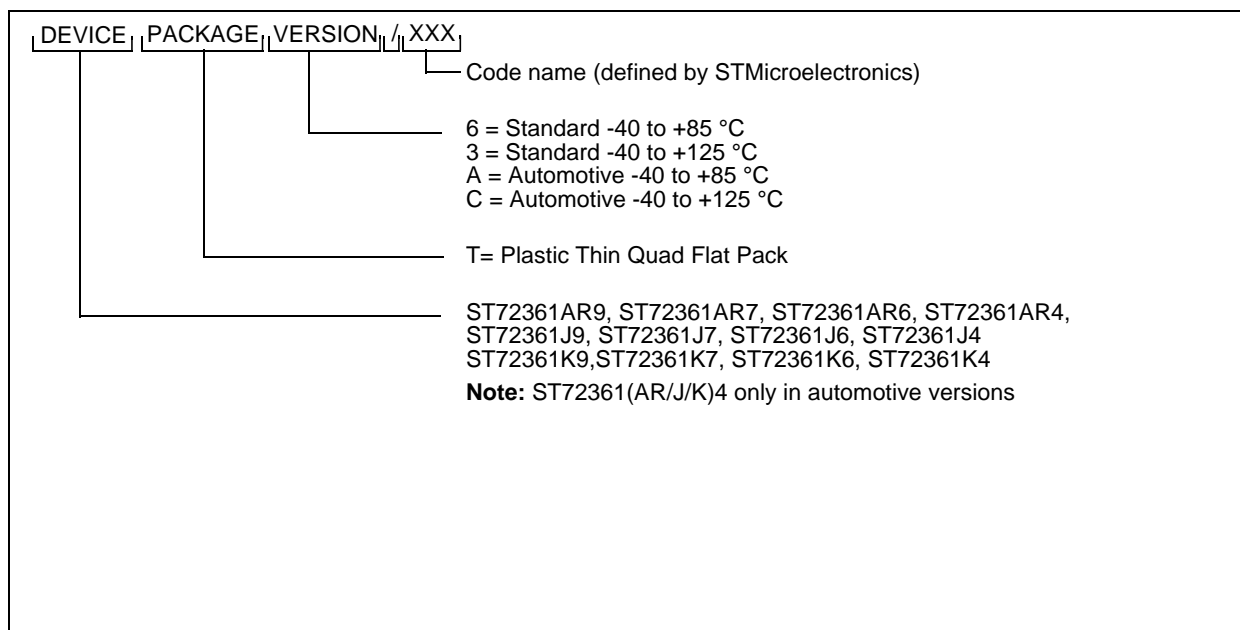 DEVICE PACKAGE VERSION / XXX
Code name (defined by STMicroelectronics)
6 = Standard -40 to +85 °C
3 = Standard -40 to +125 °C
A = Automotive -40 to +85 °C
C = Automotive -40 to +125 °C
T= Plastic Thin Quad Flat Pack
ST72361AR9, ST72361AR7, ST72361AR6, ST72361AR4,
ST72361J9, ST72361J7, ST72361J6, ST72361J4
ST72361K9,ST72361K7, ST72361K6, ST72361K4
Note: ST72361(AR/J/K)4 only in automotive versions